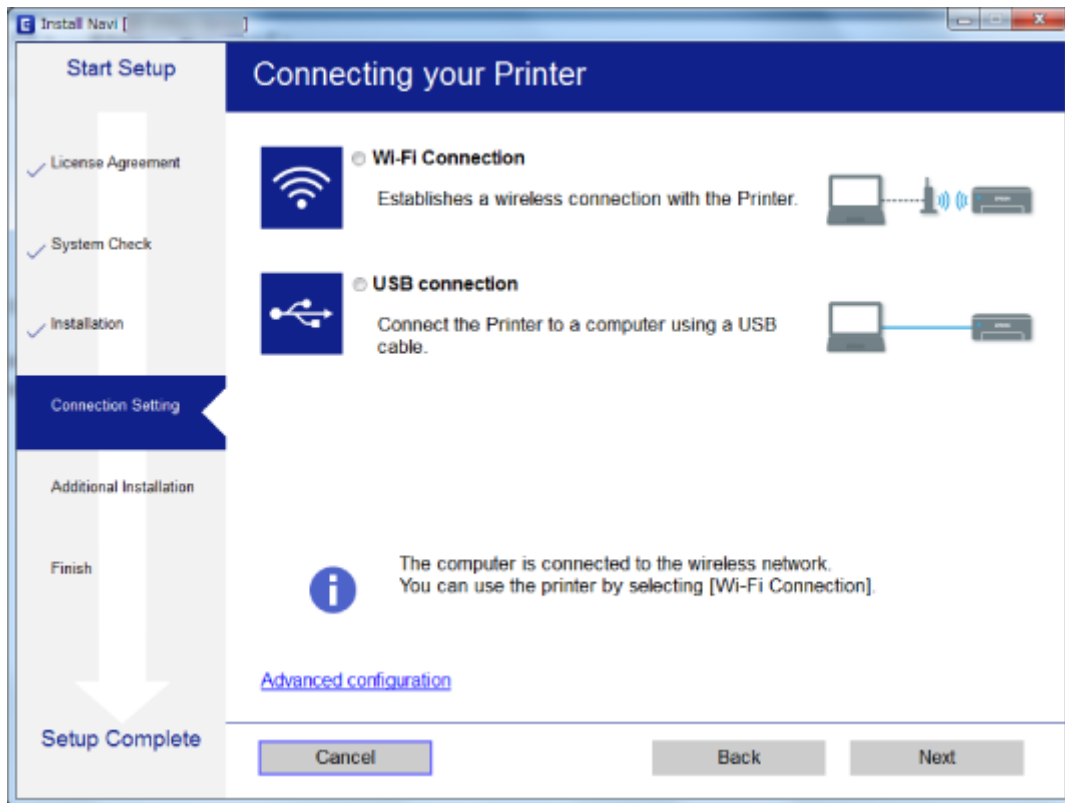 Install Navi [ ]
Start Setup
License Agreement
System Check
Installation
Connection Setting
Additional Installation
Finish
Setup Complete
Connecting your Printer
Wi-Fi Connection
Establishes a wireless connection with the Printer.
USB connection
Connect the Printer to a computer using a USB
cable.
The computer is connected to the wireless network.
You can use the printer by selecting [Wi-Fi Connection].
Advanced configuration
Cancel
Back
Next